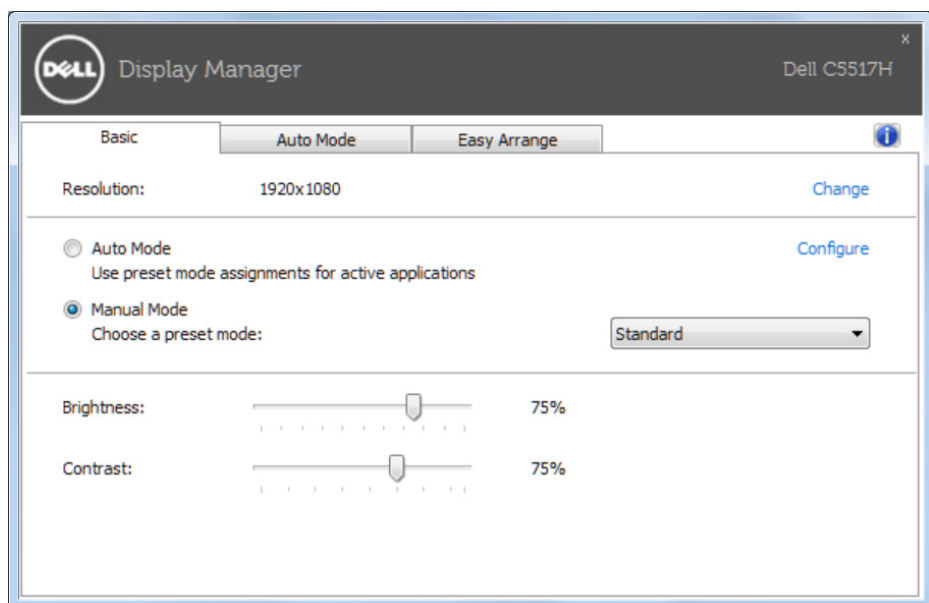 DELL Display Manager
x
Dell C5517H
Basic
Auto Mode
Easy Arrange
Resolution: 1920x1080 Change
Auto Mode Configure
Use preset mode assignments for active applications
Manual Mode
Choose a preset mode: Standard
Brightness: 75%
Contrast: 75%